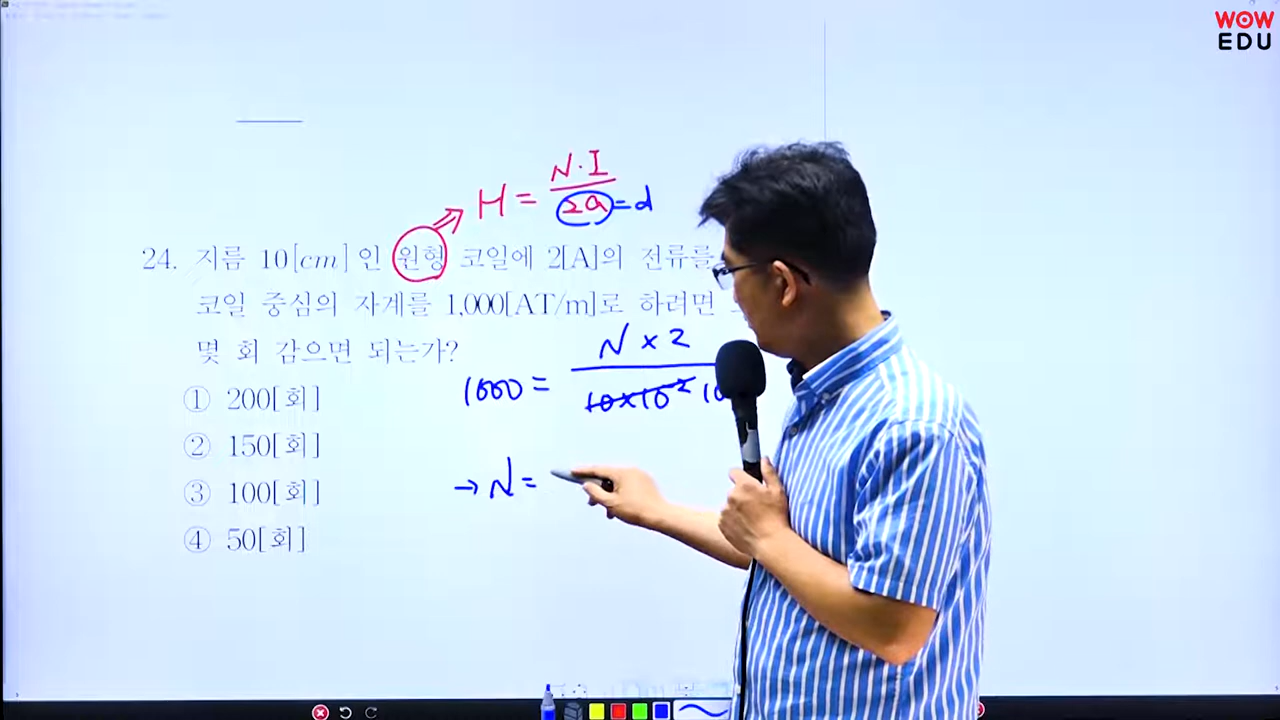 WOW
EDU
H = N·I / 2a = d
24. 지름 10[cm]인 원형 코일에 2[A]의 전류를
코일 중심의 자계를 1,000[AT/m]로 하려면
몇 회 감으면 되는가?
1000 = N×2 / 10×10⁻² 10
① 200[회]
② 150[회]
③ 100[회]
→ N =
④ 50[회]